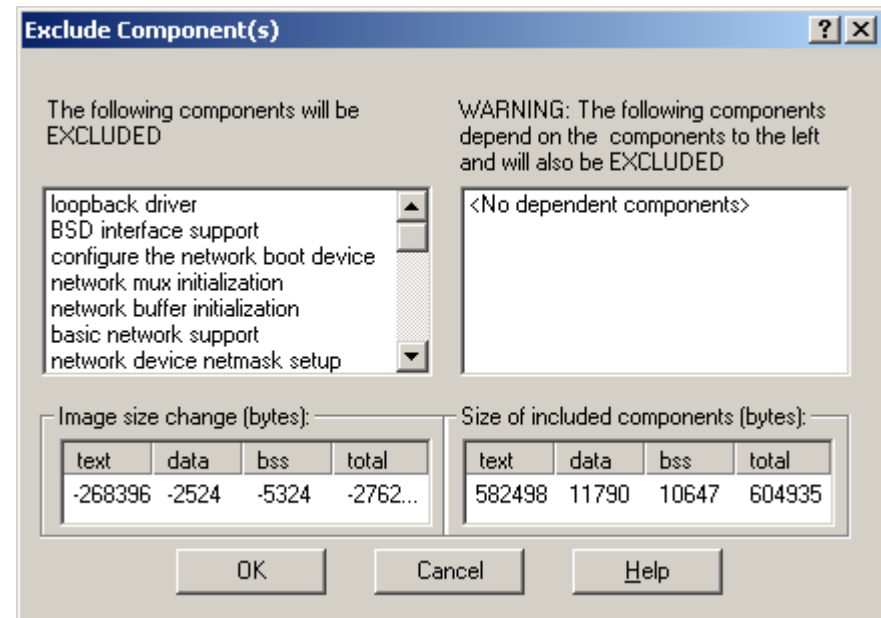 Exclude Component(s)
The following components will be
EXCLUDED
WARNING: The following components
depend on the components to the left
and will also be EXCLUDED
loopback driver
BSD interface support
configure the network boot device
network mux initialization
network buffer initialization
basic network support
network device netmask setup
<No dependent components>
Image size change (bytes):
text data bss total
-268396 -2524 -5324 -2762...
Size of included components (bytes):
text data bss total
582498 11790 10647 604935
OK Cancel Help